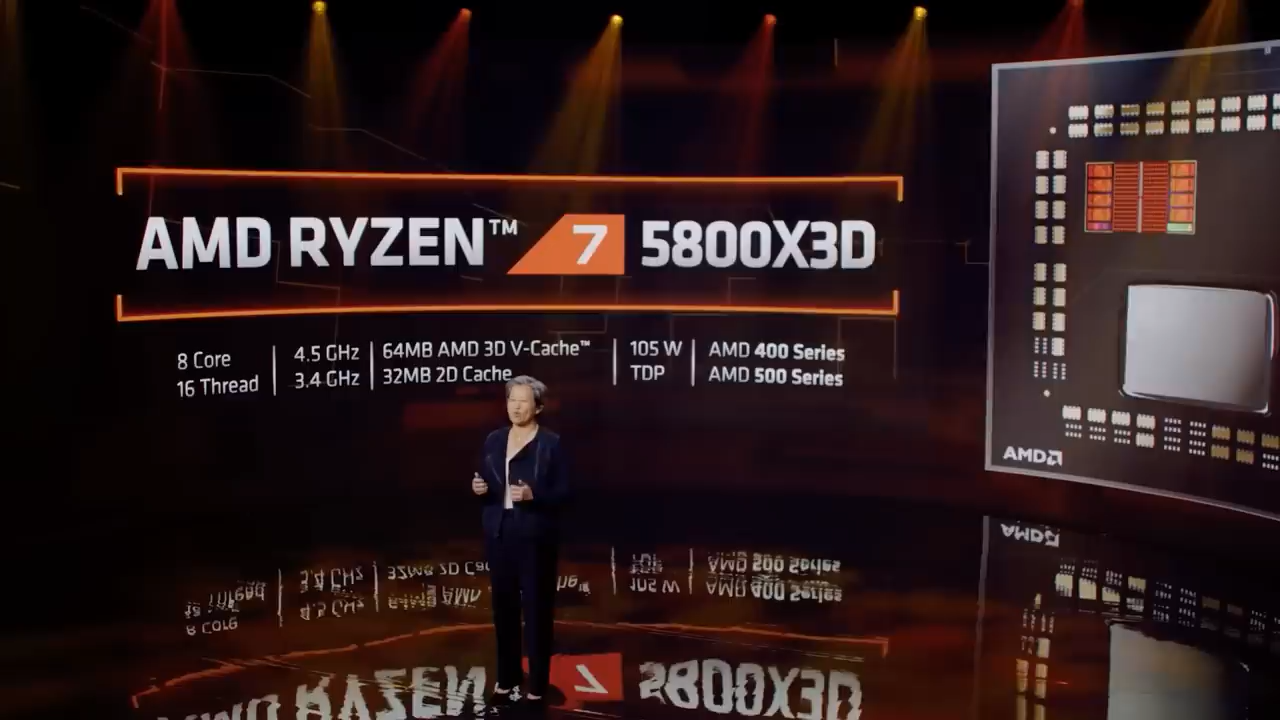 AMD RYZEN™ 7 5800X3D
8 Core
16 Thread
4.5 GHz
3.4 GHz
64MB AMD 3D V-Cache™
32MB 2D Cache
105 W
TDP
AMD 400 Series
AMD 500 Series
AMD